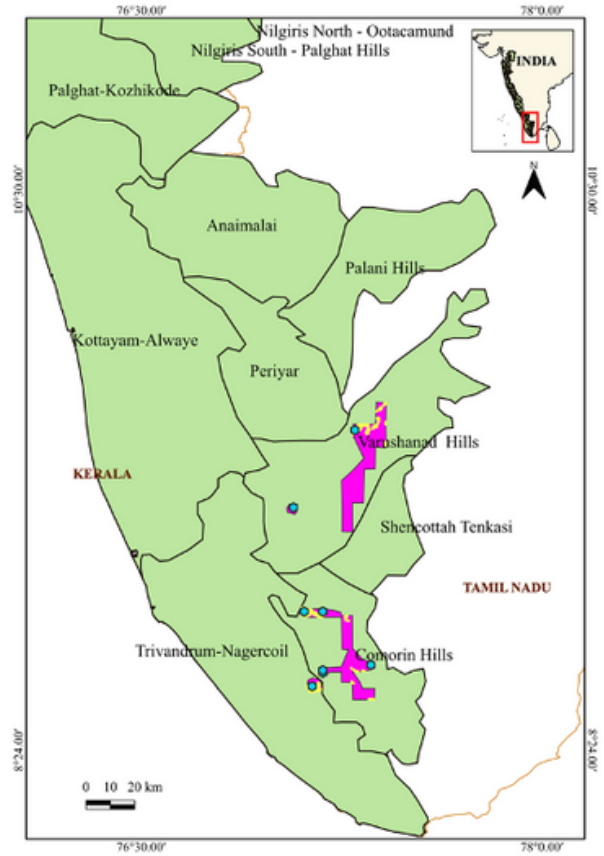 76°30.00'
78°0.00'
Nilgiris North - Ootacamund
Nilgiris South - Palghat Hills
INDIA
Palghat-Kozhikode
N
10°30.00'
10°30.00'
Anaimalai
Palani Hills
Kottayam-Alwaye
Periyar
Varushanad Hills
KERALA
Shencottah Tenkasi
TAMIL NADU
Trivandrum-Nagercoil
Comorin Hills
8°24.00'
8°24.00'
0 10 20 km
76°30.00'
78°0.00'